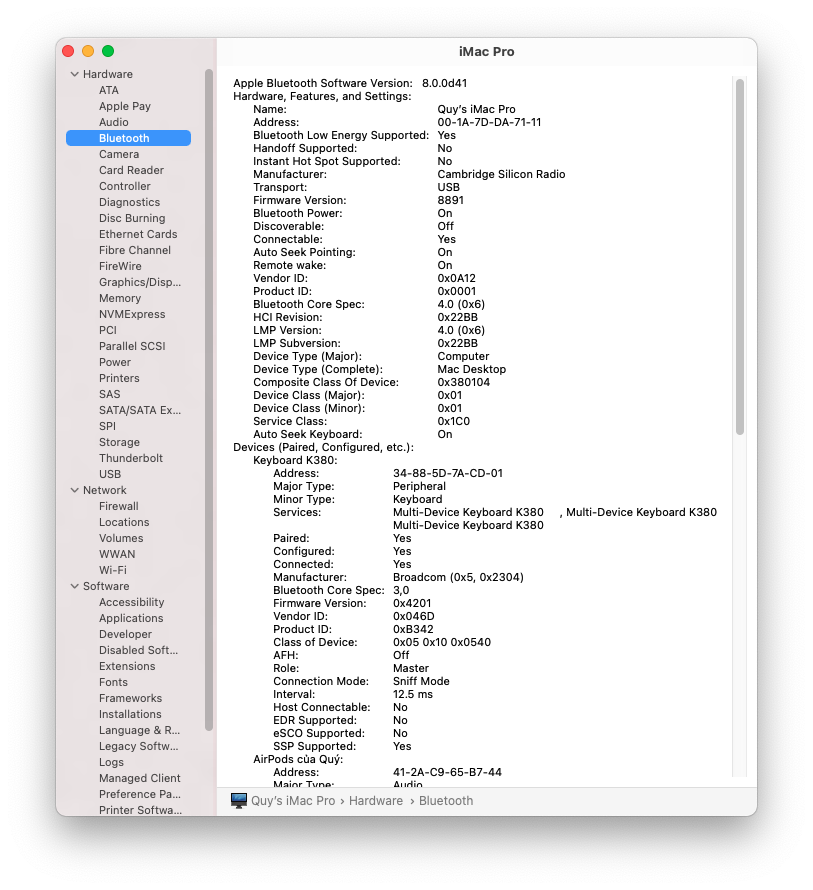 iMac Pro
Hardware
ATA
Apple Pay
Audio
Bluetooth
Camera
Card Reader
Controller
Diagnostics
Disc Burning
Ethernet Cards
Fibre Channel
FireWire
Graphics/Disp...
Memory
NVMExpress
PCI
Parallel SCSI
Power
Printers
SAS
SATA/SATA Ex...
SPI
Storage
Thunderbolt
USB
Network
Firewall
Locations
Volumes
WWAN
Wi-Fi
Software
Accessibility
Applications
Developer
Disabled Soft...
Extensions
Fonts
Frameworks
Installations
Language & R...
Legacy Softw...
Logs
Managed Client
Preference Pa...
Printer Softwa...
Apple Bluetooth Software Version: 8.0.0d41
Hardware, Features, and Settings:
Name: Quy's iMac Pro
Address: 00-1A-7D-DA-71-11
Bluetooth Low Energy Supported: Yes
Handoff Supported: No
Instant Hot Spot Supported: No
Manufacturer: Cambridge Silicon Radio
Transport: USB
Firmware Version: 8891
Bluetooth Power: On
Discoverable: Off
Connectable: Yes
Auto Seek Pointing: On
Remote wake: On
Vendor ID: 0x0A12
Product ID: 0x0001
Bluetooth Core Spec: 4.0 (0x6)
HCI Revision: 0x22BB
LMP Version: 4.0 (0x6)
LMP Subversion: 0x22BB
Device Type (Major): Computer
Device Type (Complete): Mac Desktop
Composite Class Of Device: 0x380104
Device Class (Major): 0x01
Device Class (Minor): 0x01
Service Class: 0x1C0
Auto Seek Keyboard: On
Devices (Paired, Configured, etc.):
Keyboard K380:
Address: 34-88-5D-7A-CD-01
Major Type: Peripheral
Minor Type: Keyboard
Services: Multi-Device Keyboard K380 , Multi-Device Keyboard K380
Multi-Device Keyboard K380
Paired: Yes
Configured: Yes
Connected: Yes
Manufacturer: Broadcom (0x5, 0x2304)
Bluetooth Core Spec: 3,0
Firmware Version: 0x4201
Vendor ID: 0x046D
Product ID: 0xB342
Class of Device: 0x05 0x10 0x0540
AFH: Off
Role: Master
Connection Mode: Sniff Mode
Interval: 12.5 ms
Host Connectable: No
EDR Supported: No
eSCO Supported: No
SSP Supported: Yes
AirPods của Quý:
Address: 41-2A-C9-65-B7-44
Major Type: Audio
Quy's iMac Pro › Hardware › Bluetooth